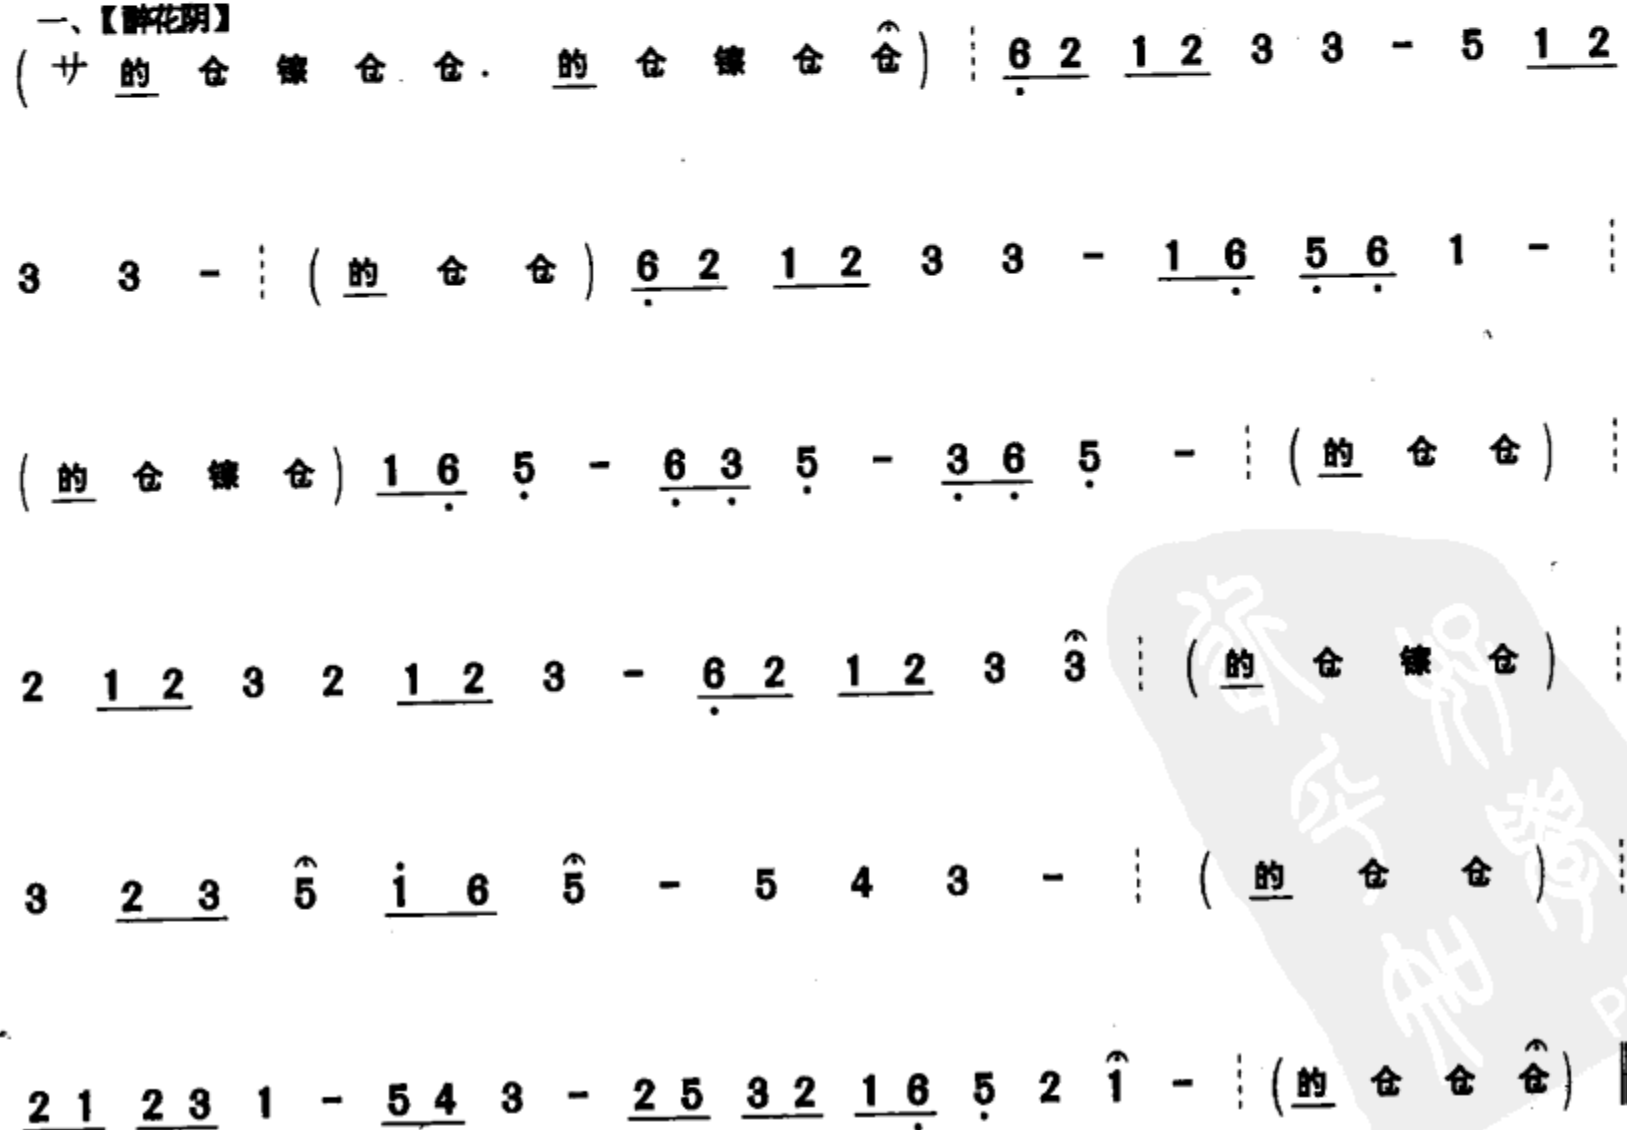 一、【醉花阴】
( 廿 的 仓 镲 仓 仓 . 的 仓 镲 仓 仓 ) ┊ 6̣ 2 1 2 3 3 - 5 1 2
3 3 - ┊ ( 的 仓 仓 ) 6̣ 2 1 2 3 3 - 1 6̣ 5̣ 6̣ 1 - ┊
( 的 仓 镲 仓 ) 1 6̣ 5̣ - 6̣ 3̣ 5̣ - 3̣ 6̣ 5̣ - ┊ ( 的 仓 仓 ) ┊
2 1 2 3 2 1 2 3 - 6̣ 2 1 2 3 3 ┊ ( 的 仓 镲 仓 ) ┊
3 2 3 5 1̇ 6 5 - 5 4 3 - ┊ ( 的 仓 仓 ) ┊
2 1 2 3 1 - 5 4 3 - 2 5 3 2 1 6̣ 5̣ 2 1 - ┊ ( 的 仓 仓 仓 )